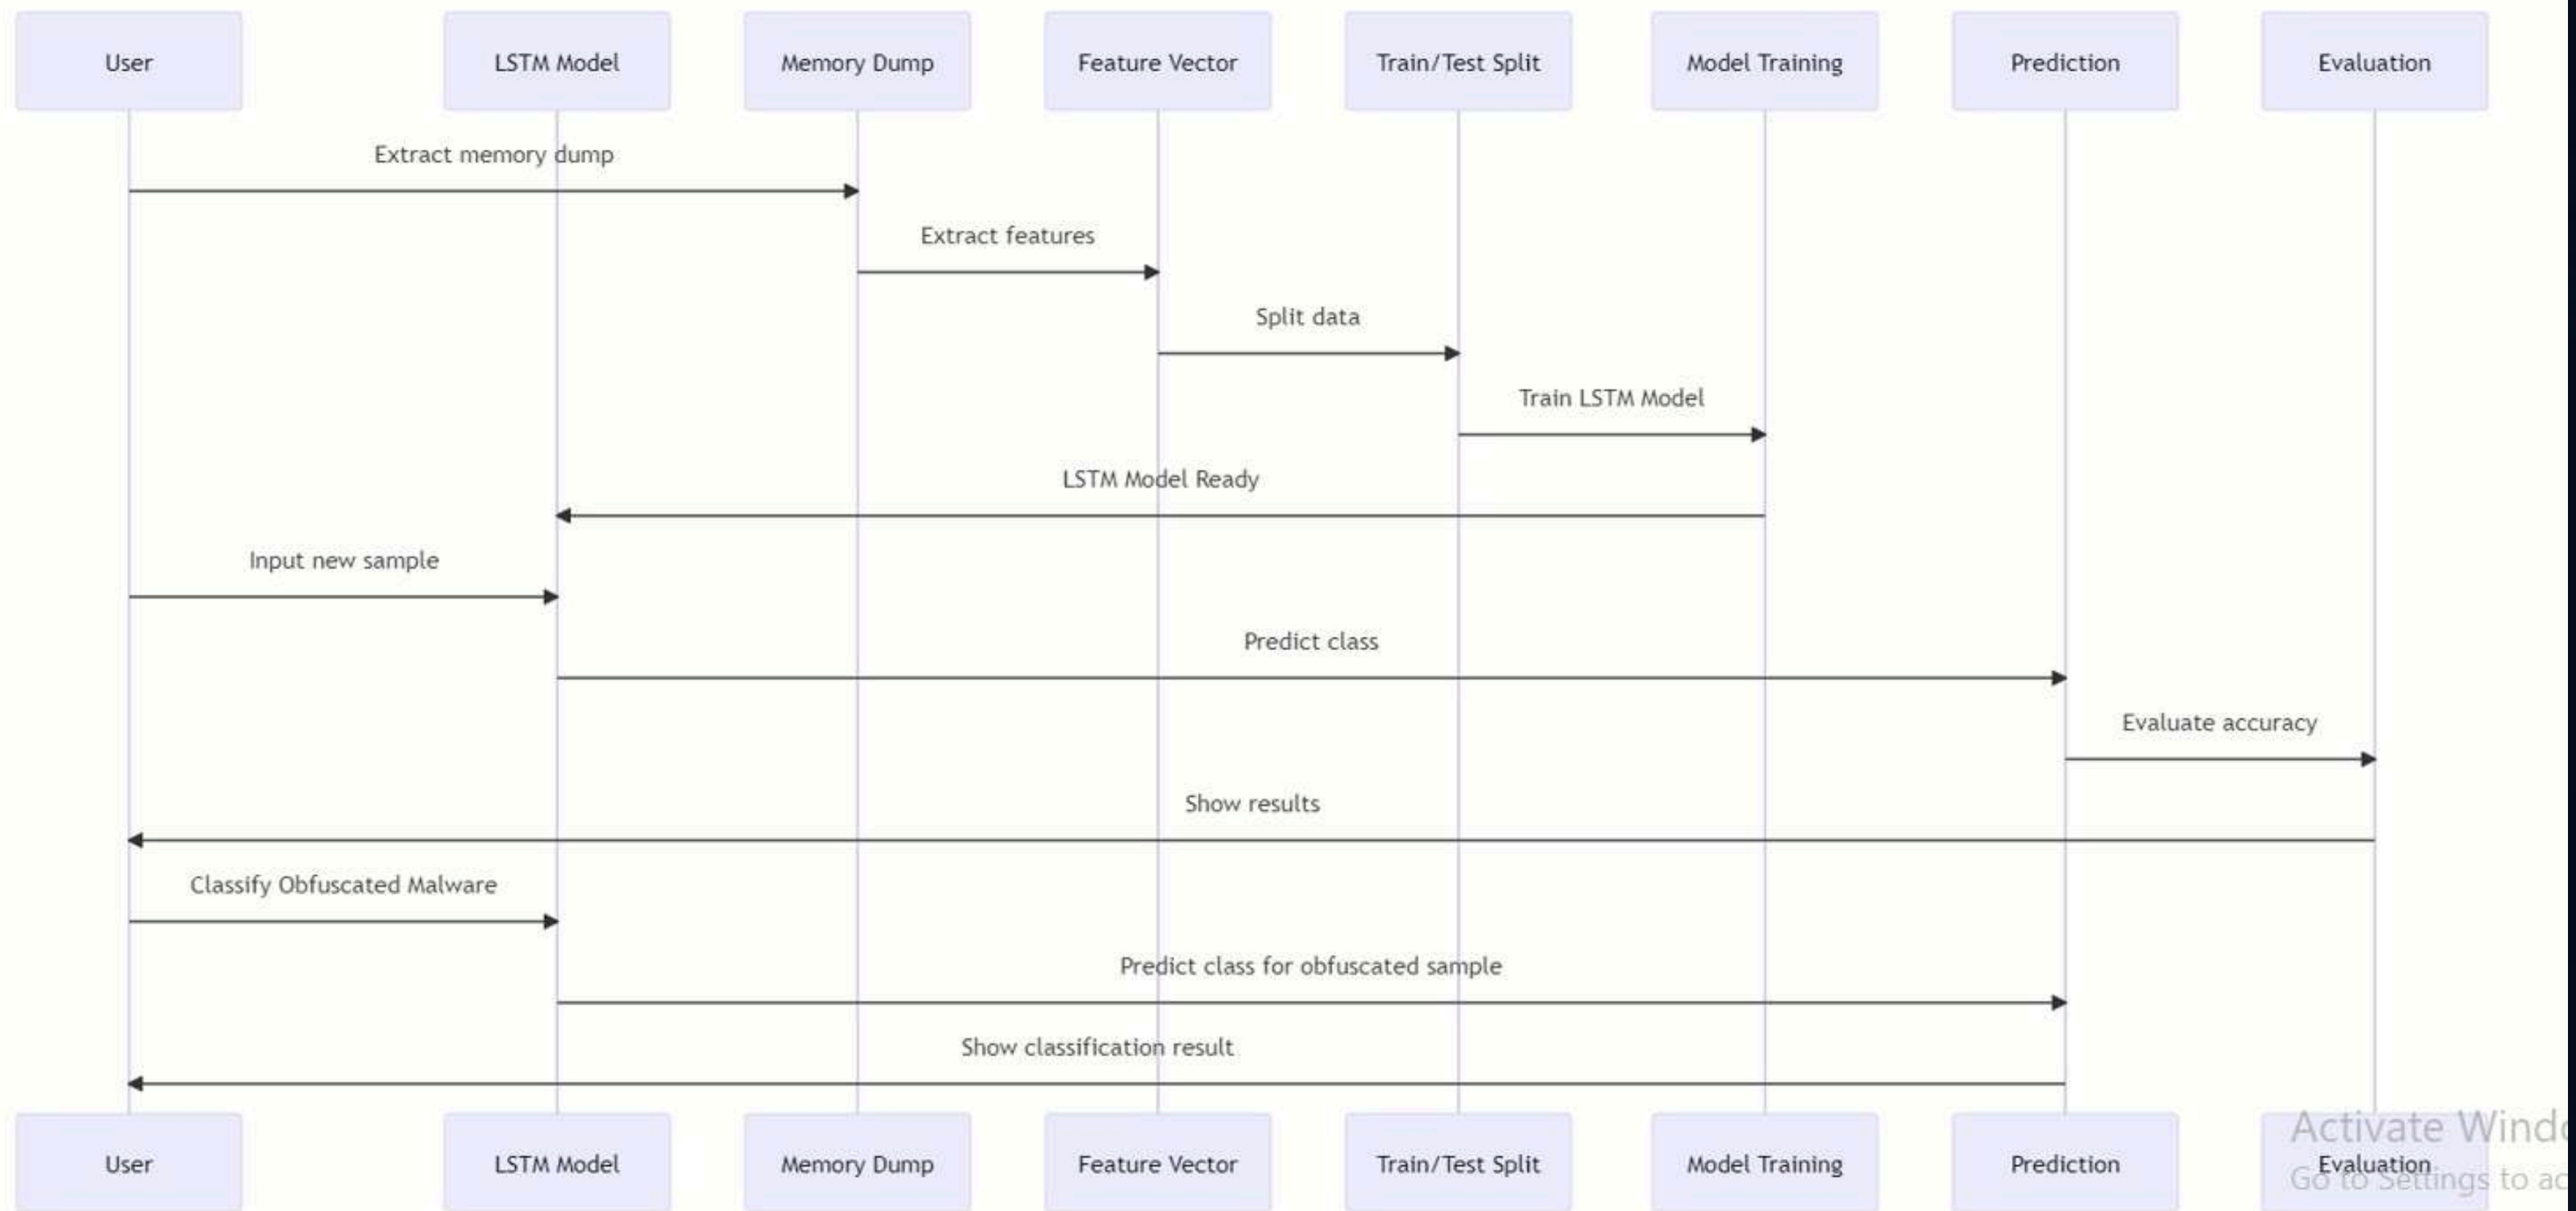 User
LSTM Model
Memory Dump
Feature Vector
Train/Test Split
Model Training
Prediction
Evaluation
Extract memory dump
Extract features
Split data
Train LSTM Model
LSTM Model Ready
Input new sample
Predict class
Evaluate accuracy
Show results
Classify Obfuscated Malware
Predict class for obfuscated sample
Show classification result
User
LSTM Model
Memory Dump
Feature Vector
Train/Test Split
Model Training
Prediction
Evaluation
Activate Windo
Go to Settings to ac